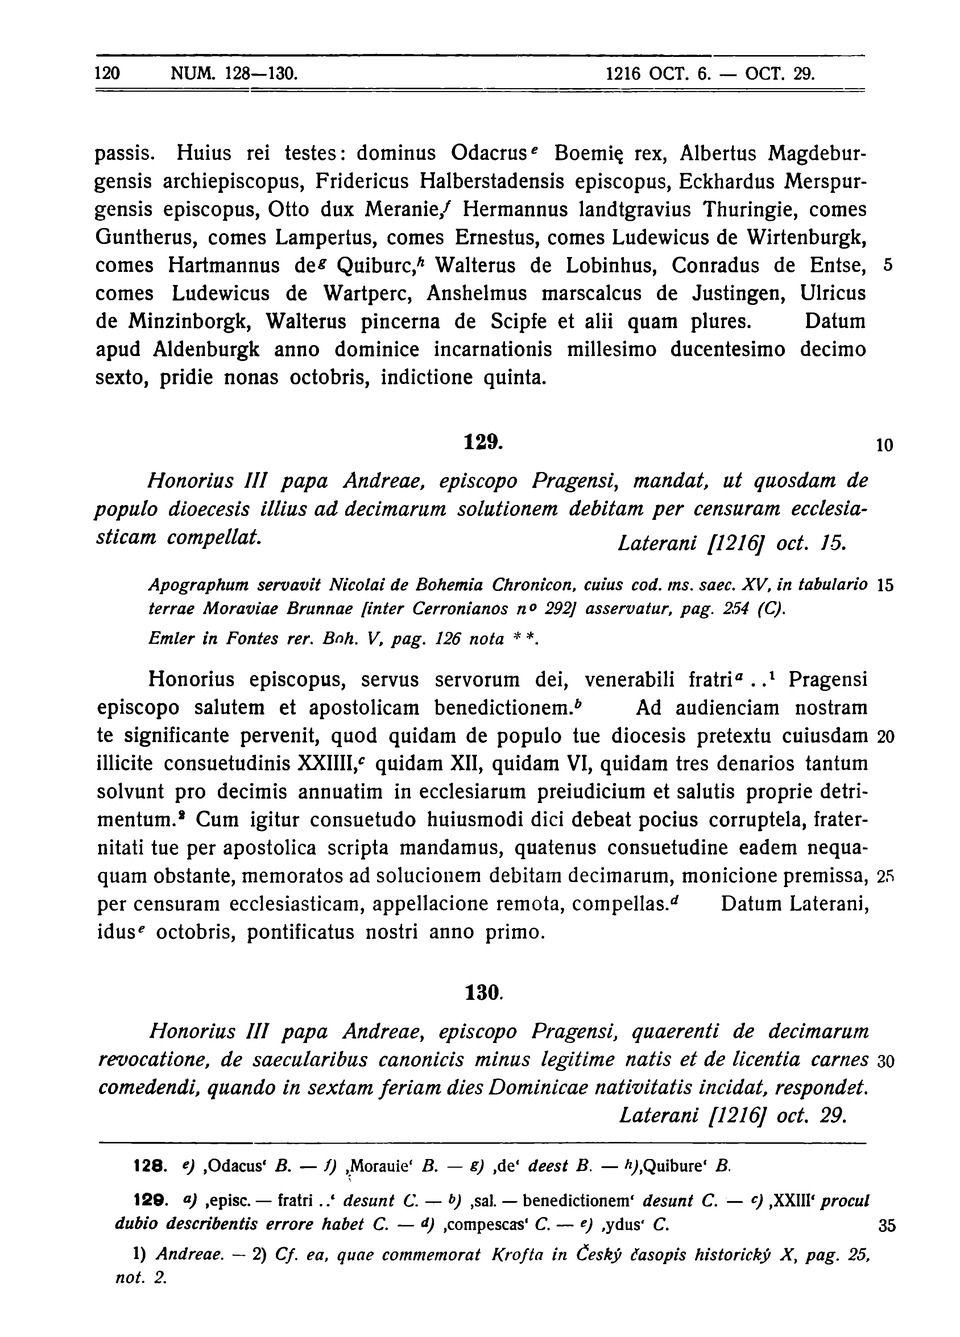 120 NUM. 128—130. 1216 OCT. 6. — OCT. 29.
passis. Huius rei testes: dominus Odacrus e Boemię rex, Albertus Magdebur-
gensis archiepiscopus, Fridericus Halberstadensis episcopus, Eckhardus Merspur-
gensis episcopus, Otto dux Meranie,f Hermannus landtgravius Thuringie, comes
Guntherus, comes Lampertus, comes Ernestus, comes Ludewicus de Wirtenburgk,
comes Hartmannus de g Quiburc,h Walterus de Lobinhus, Conradus de Entse, 5
comes Ludewicus de Wartperc, Anshelmus marscalcus de Justingen, Ulricus
de Minzinborgk, Walterus pincerna de Scipfe et alii quam plures. Datum
apud Aldenburgk anno dominice incarnationis millesimo ducentesimo decimo
sexto, pridie nonas octobris, indictione quinta.
129. 10
Honorius III papa Andreae, episcopo Pragensi, mandat, ut quosdam de
populo dioecesis illius ad decimarum solutionem debitam per censuram ecclesia-
sticam compellat. Laterani [1216] oct. 15.
Apographum servavit Nicolai de Bohemia Chronicon, cuius cod. ms. saec. XV, in tabulario 15
terrae Moraviae Brunnae [inter Cerronianos nº 292] asservatur, pag. 254 (C).
Emler in Fontes rer. Boh. V, pag. 126 nota **.
Honorius episcopus, servus servorum dei, venerabili fratri a ..1 Pragensi
episcopo salutem et apostolicam benedictionem.b Ad audienciam nostram
te significante pervenit, quod quidam de populo tue diocesis pretextu cuiusdam 20
illicite consuetudinis XXIIII,c quidam XII, quidam VI, quidam tres denarios tantum
solvunt pro decimis annuatim in ecclesiarum preiudicium et salutis proprie detri-
mentum.2 Cum igitur consuetudo huiusmodi dici debeat pocius corruptela, frater-
nitati tue per apostolica scripta mandamus, quatenus consuetudine eadem nequa-
quam obstante, memoratos ad solucionem debitam decimarum, monicione premissa, 25
per censuram ecclesiasticam, appellacione remota, compellas.d Datum Laterani,
idus e octobris, pontificatus nostri anno primo.
130.
Honorius III papa Andreae, episcopo Pragensi, quaerenti de decimarum
revocatione, de saecularibus canonicis minus legitime natis et de licentia carnes 30
comedendi, quando in sextam feriam dies Dominicae nativitatis incidat, respondet.
Laterani [1216] oct. 29.
128. e) ‚Odacus‘ B. — f) ‚Morauie‘ B. — g) ‚de‘ deest B. — h) ‚Quibure‘ B.
129. a) ‚episc. — fratri ..‘ desunt C. — b) ‚sal. — benedictionem‘ desunt C. — c) ‚XXIII‘ procul
dubio describentis errore habet C. — d) ‚compescas‘ C. — e) ‚ydus‘ C. 35
1) Andreae. — 2) Cf. ea, quae commemorat Krofta in Český časopis historický X, pag. 25,
not. 2.